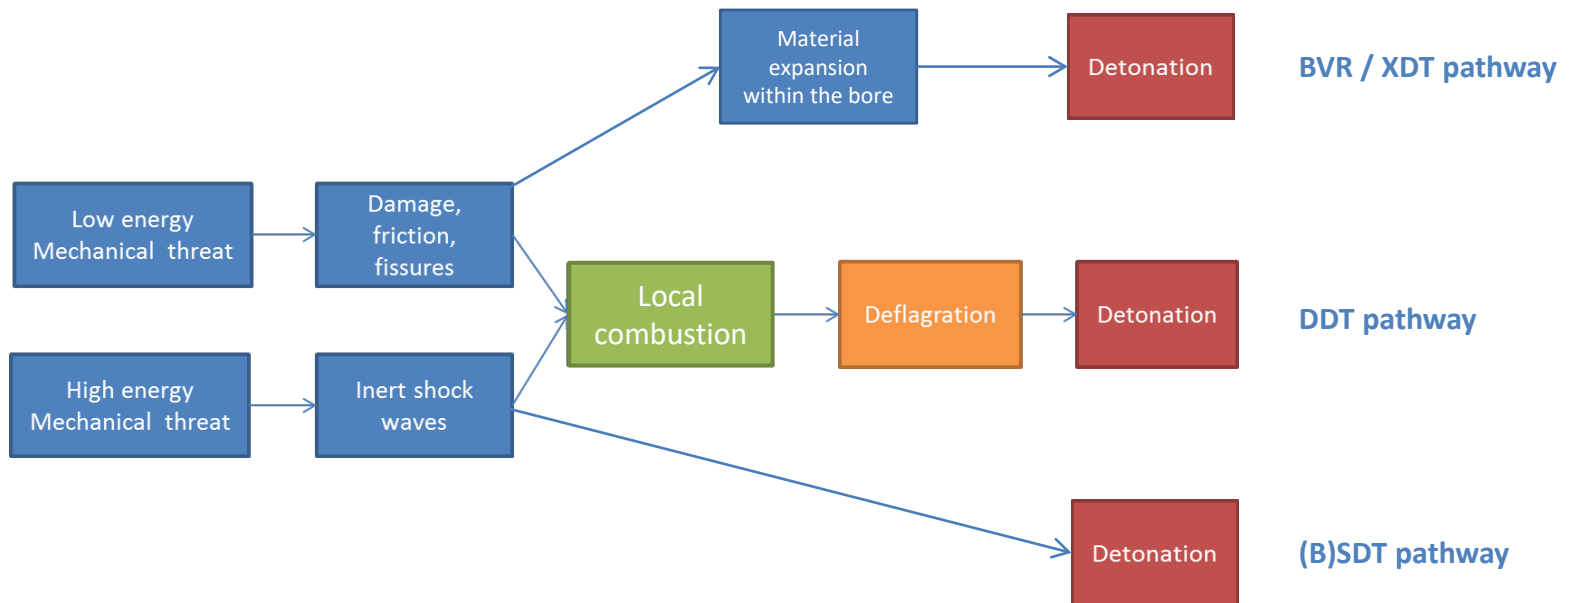 Material
expansion
within the bore
Detonation
BVR / XDT pathway
Low energy
Mechanical threat
Damage,
friction,
fissures
Local
combustion
Deflagration
Detonation
DDT pathway
High energy
Mechanical threat
Inert shock
waves
Detonation
(B)SDT pathway